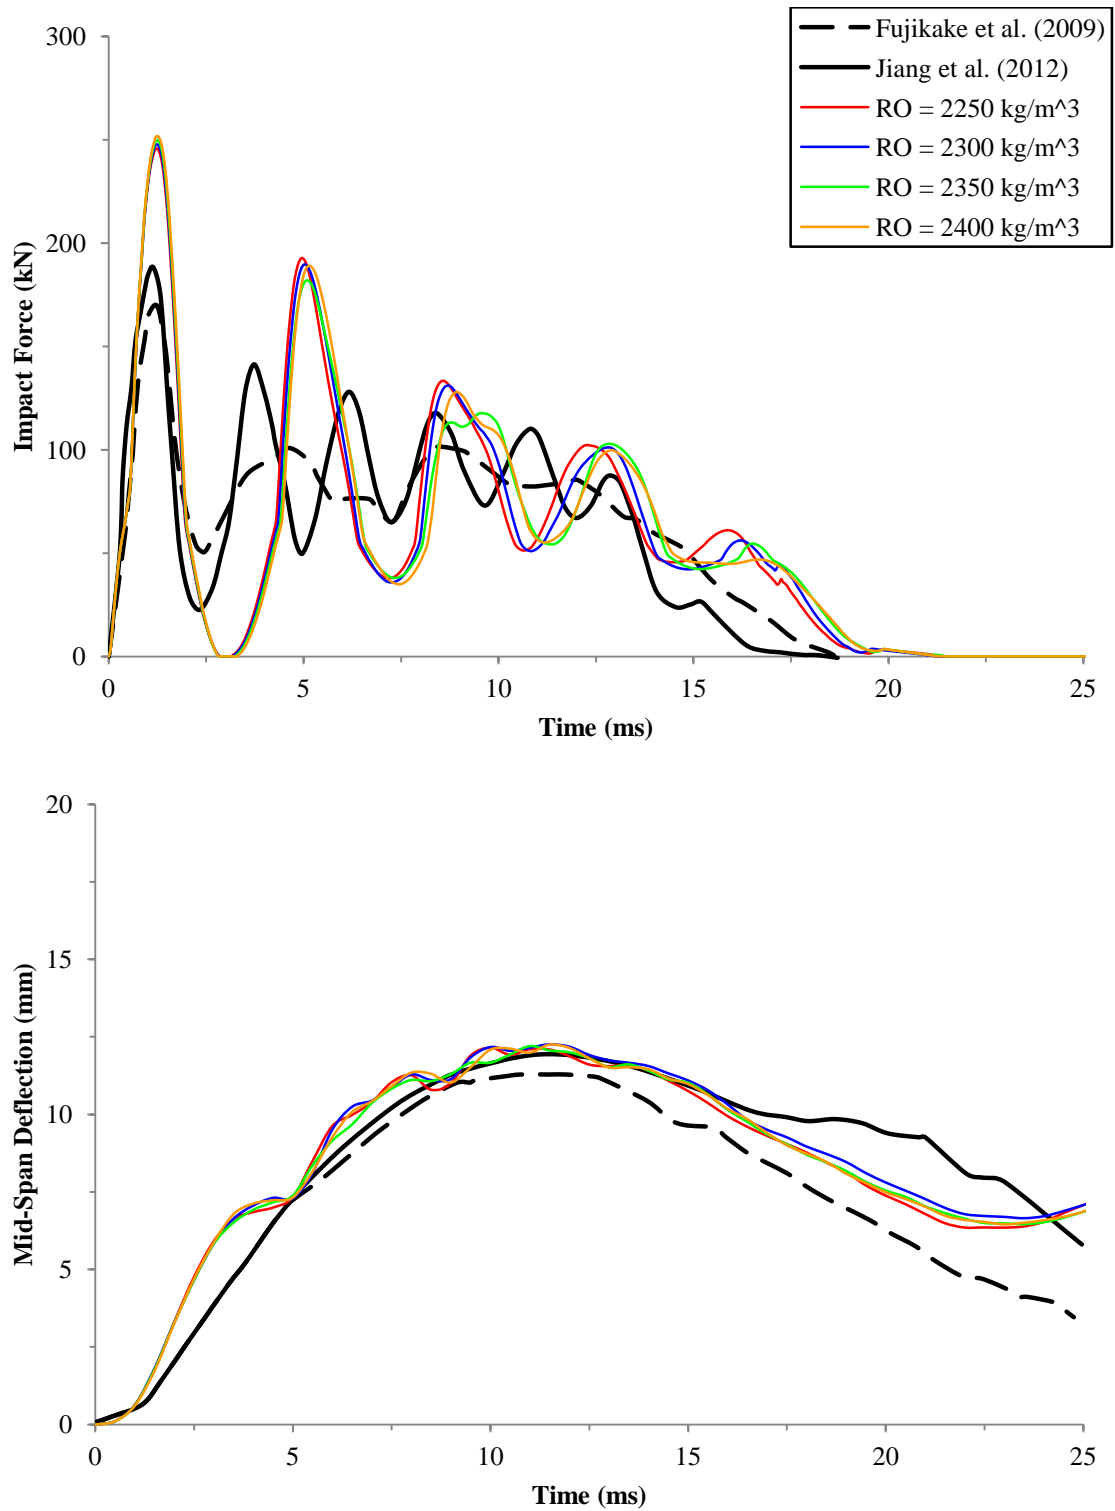 Fujikake et al. (2009)
Jiang et al. (2012)
RO = 2250 kg/m^3
RO = 2300 kg/m^3
RO = 2350 kg/m^3
RO = 2400 kg/m^3
300
200
100
0
Impact Force (kN)
0 5 10 15 20 25
Time (ms)
20
15
10
5
0
Mid-Span Deflection (mm)
0 5 10 15 20 25
Time (ms)